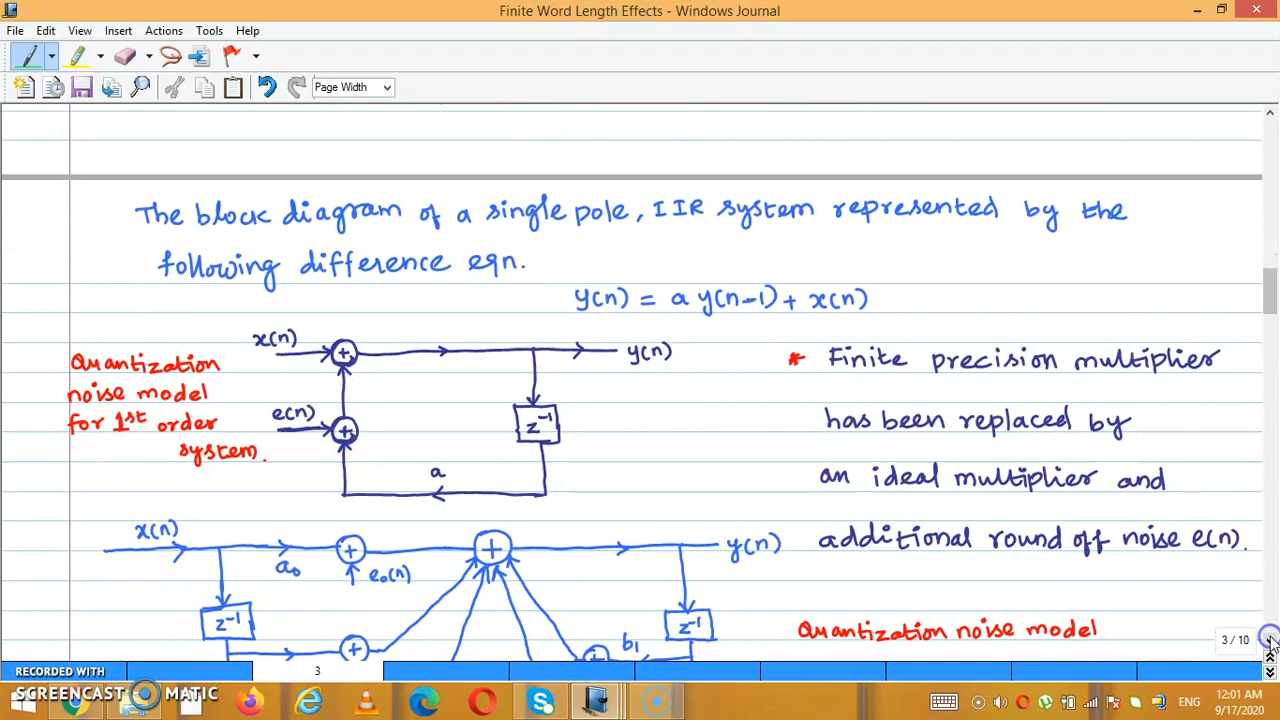 Finite Word Length Effects - Windows Journal
File Edit View Insert Actions Tools Help
Page Width
The block diagram of a single pole, IIR system represented by the
following difference eqn.
y(n) = a y(n-1) + x(n)
x(n)
y(n)
Quantization
noise model
for 1st order
system.
e(n)
z⁻¹
a
* Finite precision multiplier
has been replaced by
an ideal multiplier and
additional round off noise e(n).
x(n)
a₀
e₀(n)
y(n)
z⁻¹
z⁻¹
b₁
Quantization noise model
3 / 10
3
RECORDED WITH
SCREENCAST MATIC
ENG
12:01 AM
9/17/2020